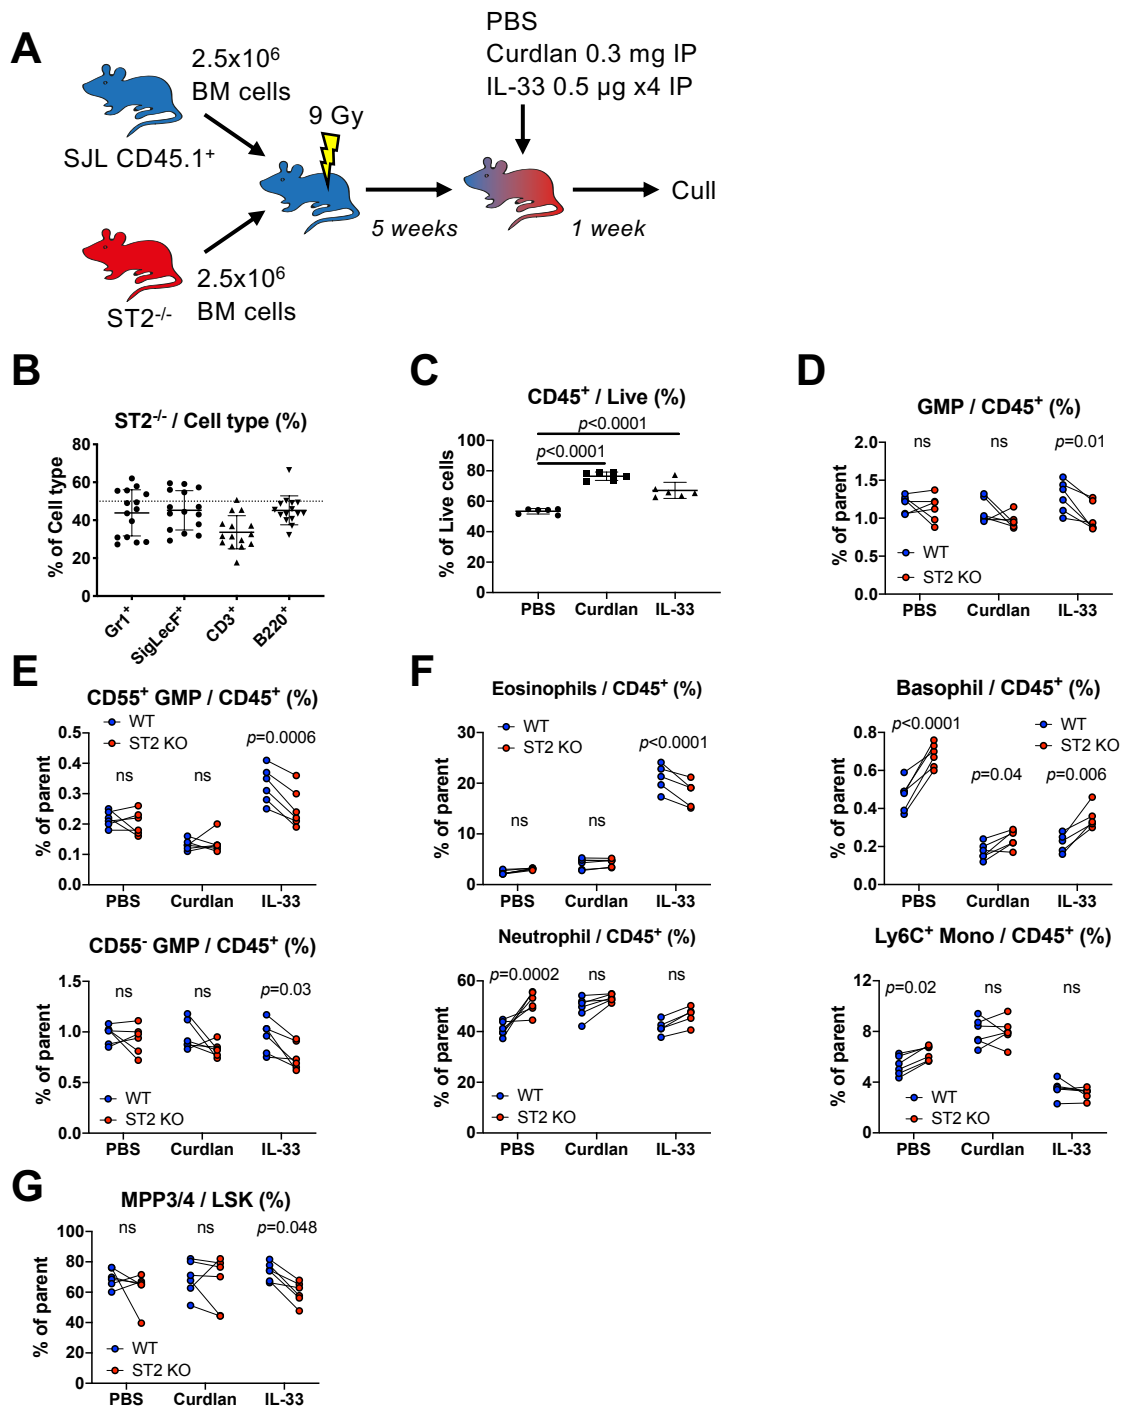 A
2.5x10⁶
BM cells
SJL CD45.1⁺
ST2⁻/⁻
2.5x10⁶
BM cells
9 Gy
5 weeks
PBS
Curdlan 0.3 mg IP
IL-33 0.5 µg x4 IP
1 week
Cull
B
ST2⁻/⁻ / Cell type (%)
% of Cell type
80
60
40
20
0
Gr1⁺
SigLecF⁺
CD3⁺
B220⁺
C
CD45⁺ / Live (%)
p<0.0001
p<0.0001
% of Live cells
100
80
60
40
20
0
PBS
Curdlan
IL-33
D
GMP / CD45⁺ (%)
ns
ns
p=0.01
% of parent
2.0
1.5
1.0
0.5
0.0
WT
ST2 KO
PBS
Curdlan
IL-33
E
CD55⁺ GMP / CD45⁺ (%)
WT
ST2 KO
ns
ns
p=0.0006
% of parent
0.5
0.4
0.3
0.2
0.1
0.0
PBS
Curdlan
IL-33
CD55⁻ GMP / CD45⁺ (%)
ns
ns
p=0.03
% of parent
1.5
1.0
0.5
0.0
WT
ST2 KO
PBS
Curdlan
IL-33
F
Eosinophils / CD45⁺ (%)
WT
ST2 KO
ns
ns
p<0.0001
% of parent
30
20
10
0
PBS
Curdlan
IL-33
Basophil / CD45⁺ (%)
p<0.0001
p=0.04
p=0.006
WT
ST2 KO
% of parent
0.8
0.6
0.4
0.2
0.0
PBS
Curdlan
IL-33
Neutrophil / CD45⁺ (%)
p=0.0002
ns
ns
% of parent
60
40
20
0
WT
ST2 KO
PBS
Curdlan
IL-33
Ly6C⁺ Mono / CD45⁺ (%)
p=0.02
ns
ns
% of parent
12
8
4
0
WT
ST2 KO
PBS
Curdlan
IL-33
G
MPP3/4 / LSK (%)
ns
ns
p=0.048
% of parent
100
80
60
40
20
0
WT
ST2 KO
PBS
Curdlan
IL-33